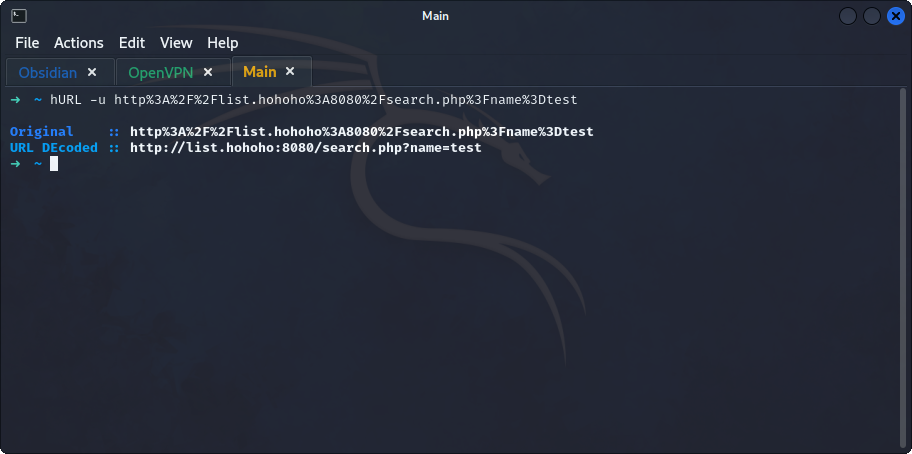 Main
File Actions Edit View Help
Obsidian × OpenVPN × Main ×
➜ ~ hURL -u http%3A%2F%2Flist.hohoho%3A8080%2Fsearch.php%3Fname%3Dtest
Original :: http%3A%2F%2Flist.hohoho%3A8080%2Fsearch.php%3Fname%3Dtest
URL DEcoded :: http://list.hohoho:8080/search.php?name=test
➜ ~